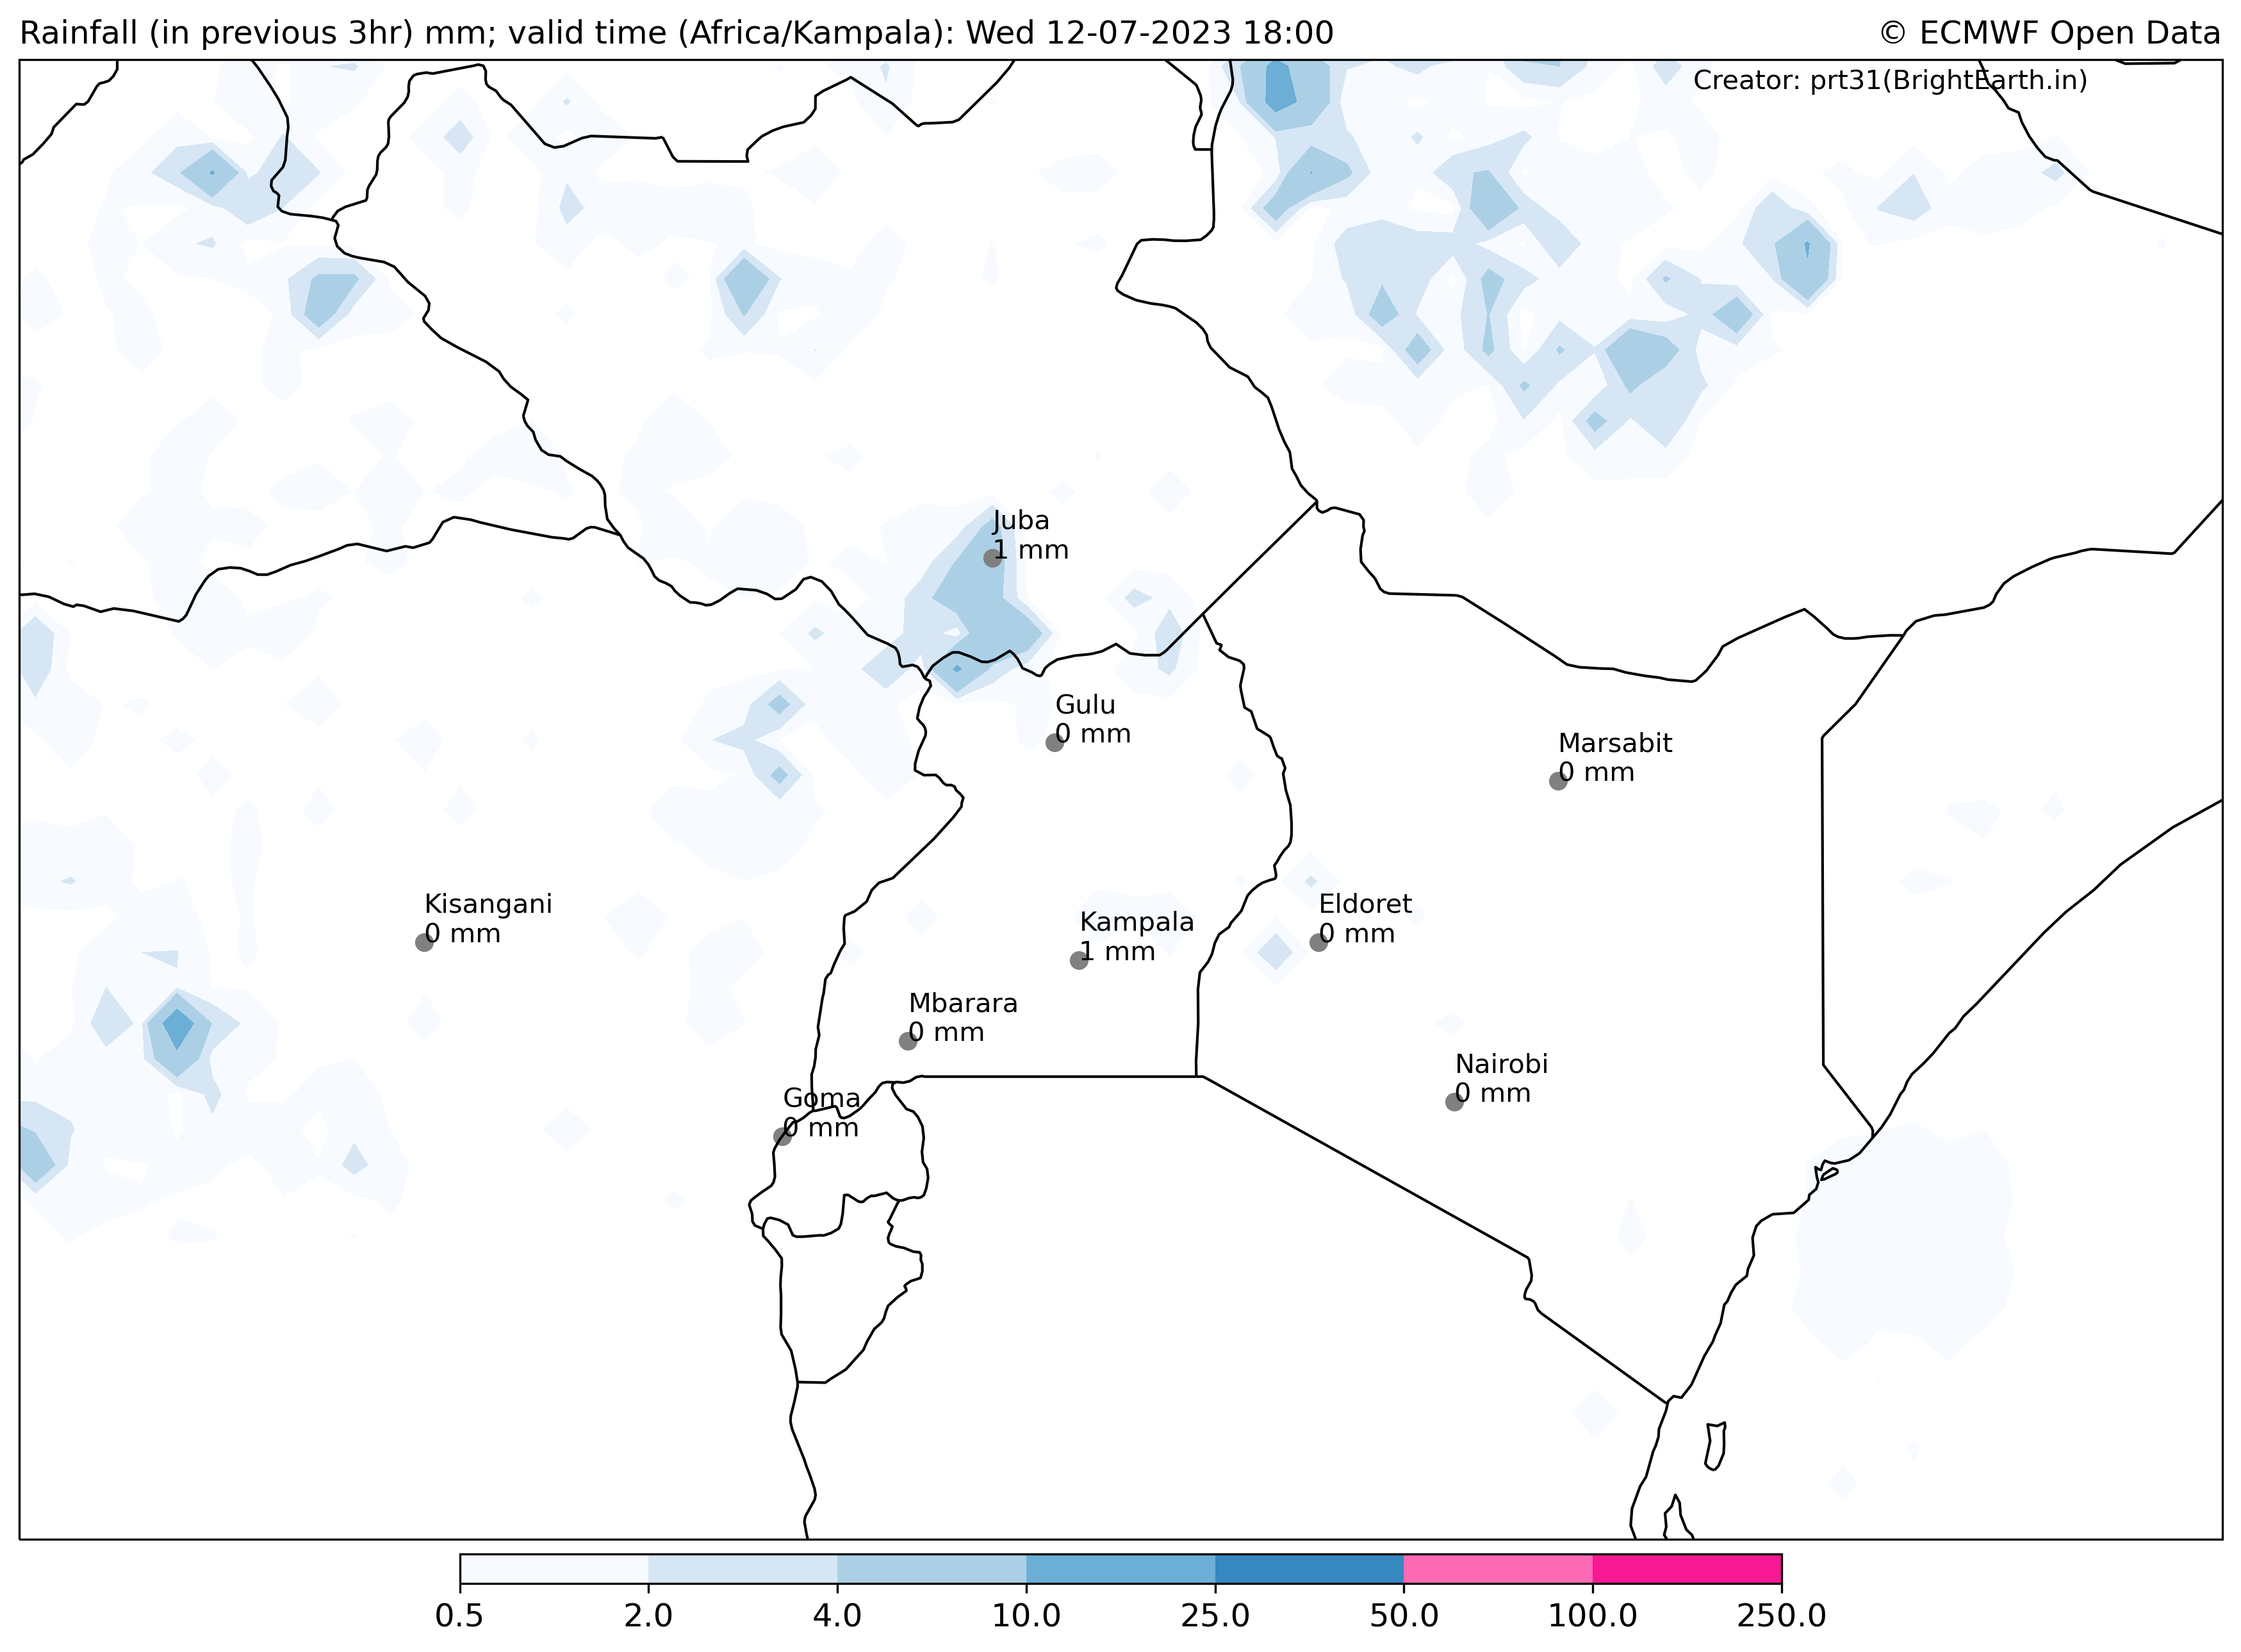 Rainfall (in previous 3hr) mm; valid time (Africa/Kampala): Wed 12-07-2023 18:00
© ECMWF Open Data
Creator: prt31(BrightEarth.in)
Juba
1 mm
Gulu
0 mm
Marsabit
0 mm
Kisangani
0 mm
Eldoret
0 mm
Kampala
1 mm
Mbarara
0 mm
Nairobi
0 mm
Goma
0 mm
0.5 2.0 4.0 10.0 25.0 50.0 100.0 250.0